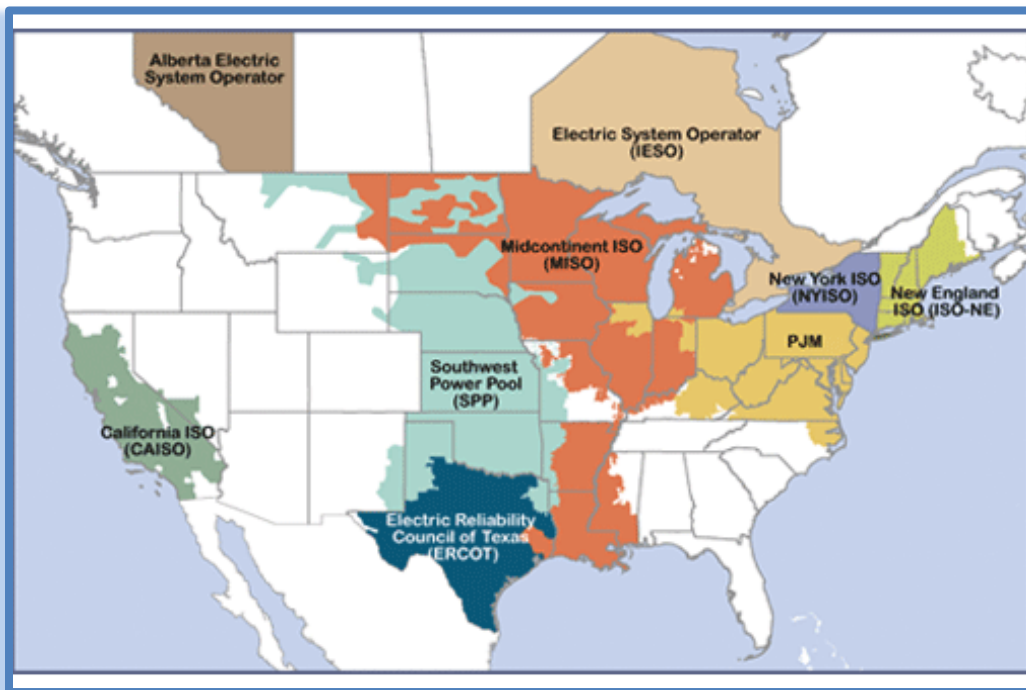 Alberta Electric
System Operator
Electric System Operator
(IESO)
Midcontinent ISO
(MISO)
New York ISO
(NYISO)
New England
ISO (ISO-NE)
PJM
Southwest
Power Pool
(SPP)
California ISO
(CAISO)
Electric Reliability
Council of Texas
(ERCOT)